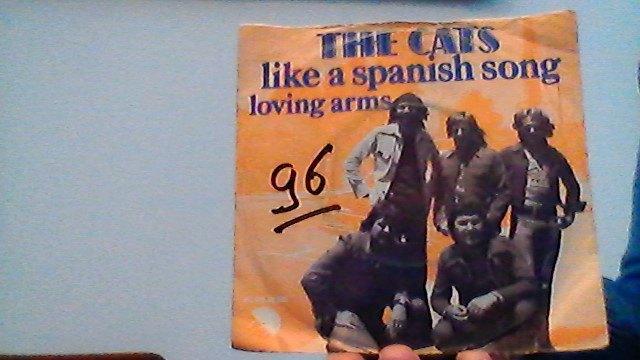 THE CATS
like a spanish song
loving arms
96